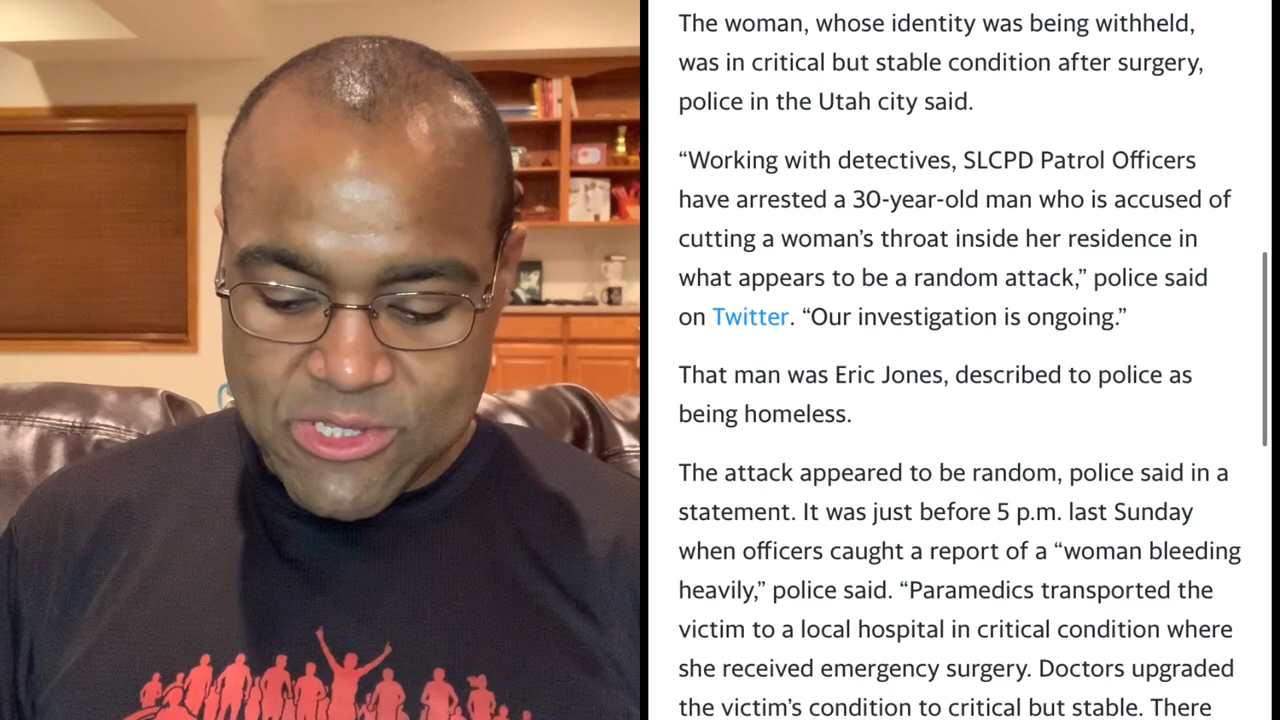 The woman, whose identity was being withheld,
was in critical but stable condition after surgery,
police in the Utah city said.
“Working with detectives, SLCPD Patrol Officers
have arrested a 30-year-old man who is accused of
cutting a woman’s throat inside her residence in
what appears to be a random attack,” police said
on Twitter. “Our investigation is ongoing.”
That man was Eric Jones, described to police as
being homeless.
The attack appeared to be random, police said in a
statement. It was just before 5 p.m. last Sunday
when officers caught a report of a “woman bleeding
heavily,” police said. “Paramedics transported the
victim to a local hospital in critical condition where
she received emergency surgery. Doctors upgraded
the victim’s condition to critical but stable. There